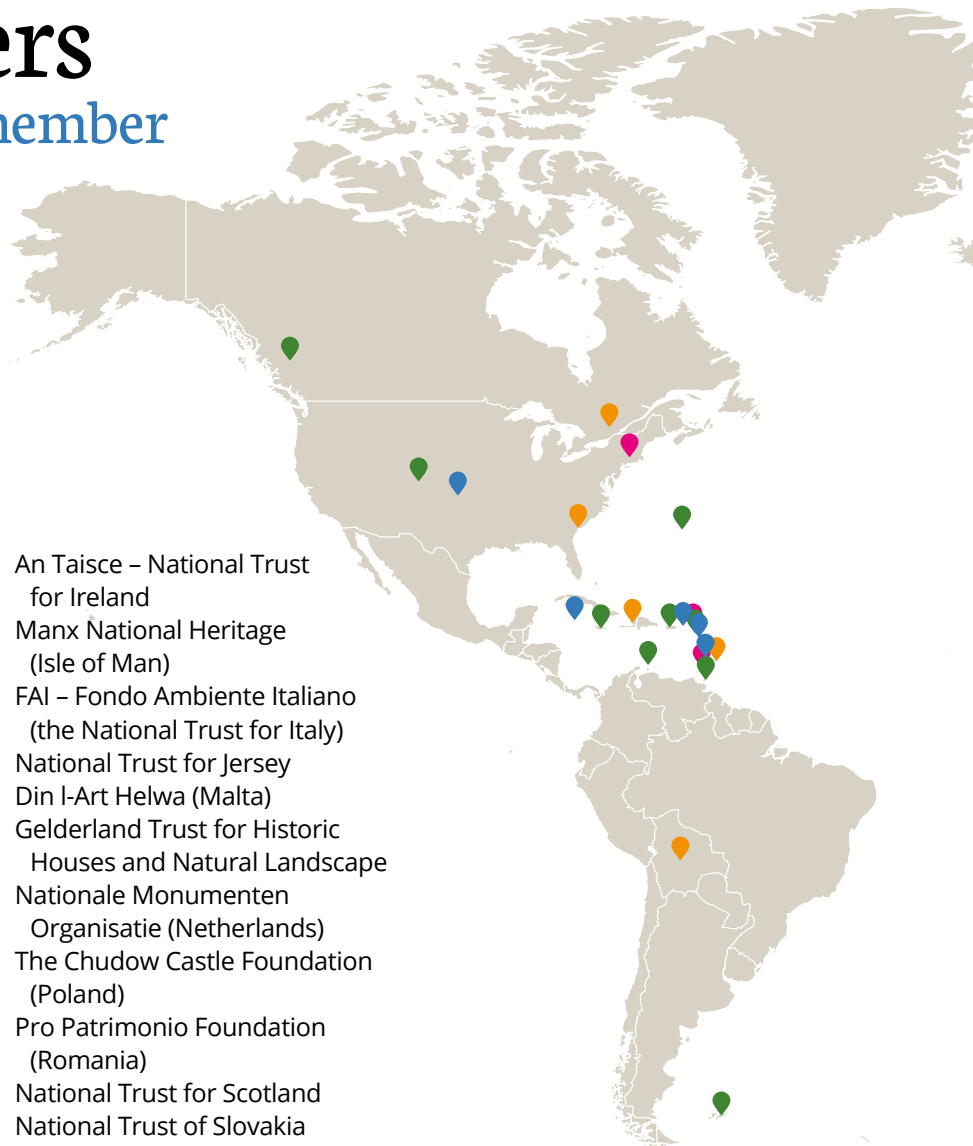 ers
member
An Taisce – National Trust
for Ireland
Manx National Heritage
(Isle of Man)
FAI – Fondo Ambiente Italiano
(the National Trust for Italy)
National Trust for Jersey
Din l-Art Helwa (Malta)
Gelderland Trust for Historic
Houses and Natural Landscape
Nationale Monumenten
Organisatie (Netherlands)
The Chudow Castle Foundation
(Poland)
Pro Patrimonio Foundation
(Romania)
National Trust for Scotland
National Trust of Slovakia